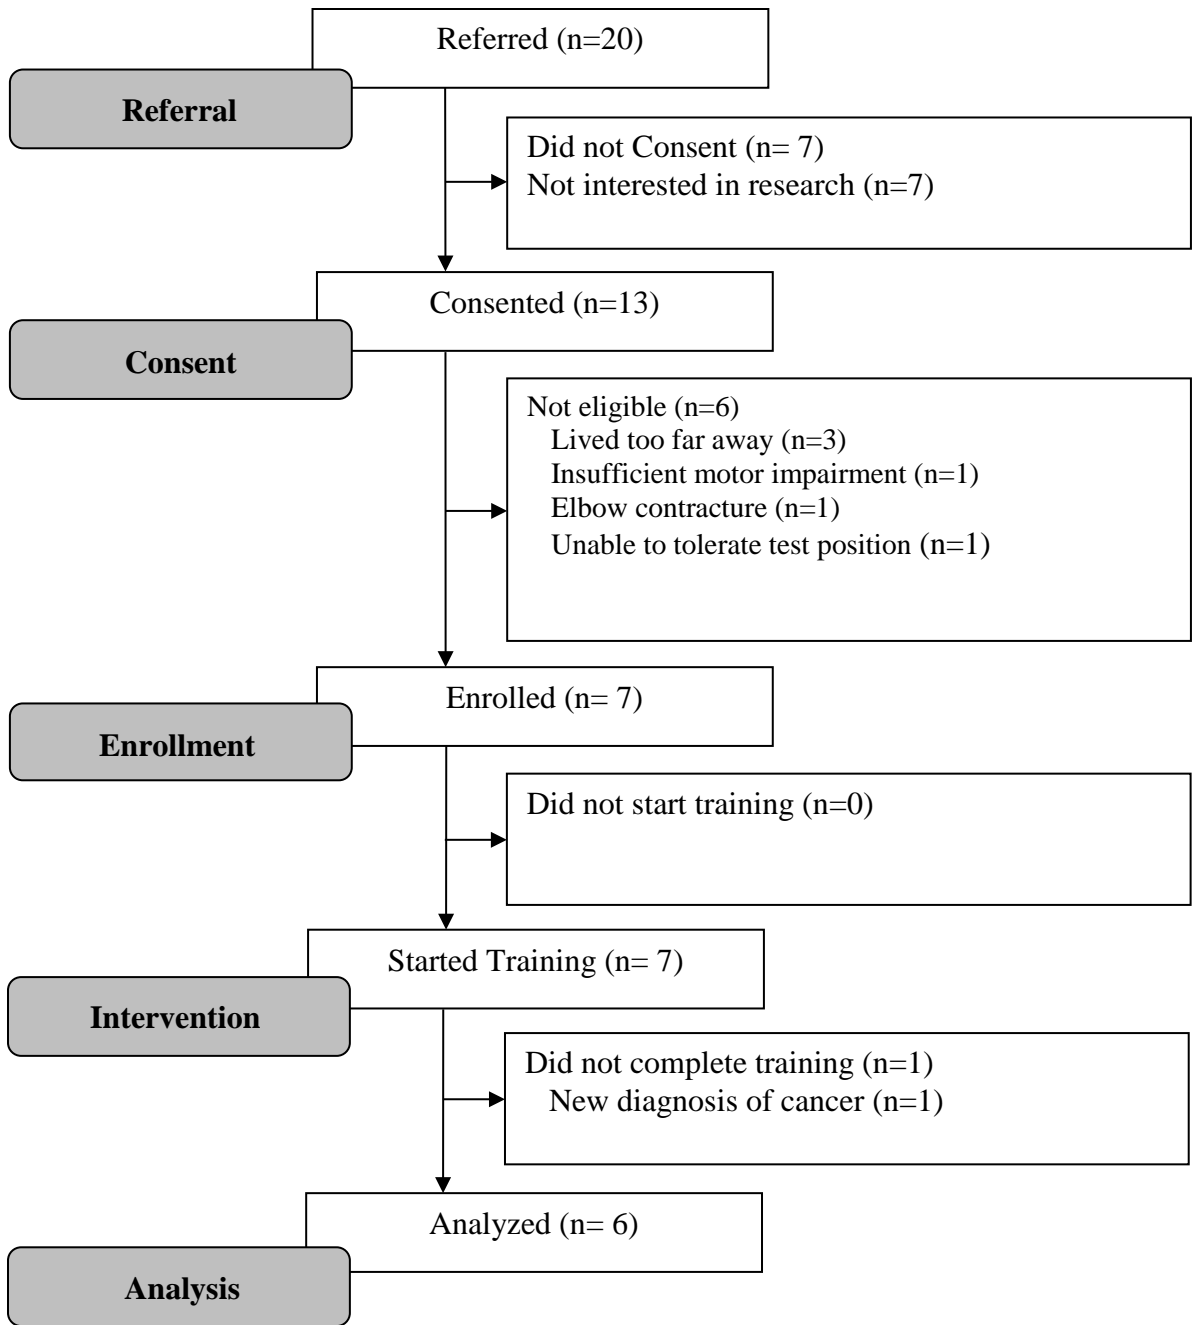 Referred (n=20)
Referral
Did not Consent (n= 7)
Not interested in research (n=7)
Consented (n=13)
Consent
Not eligible (n=6)
Lived too far away (n=3)
Insufficient motor impairment (n=1)
Elbow contracture (n=1)
Unable to tolerate test position (n=1)
Enrolled (n= 7)
Enrollment
Did not start training (n=0)
Started Training (n= 7)
Intervention
Did not complete training (n=1)
New diagnosis of cancer (n=1)
Analyzed (n= 6)
Analysis